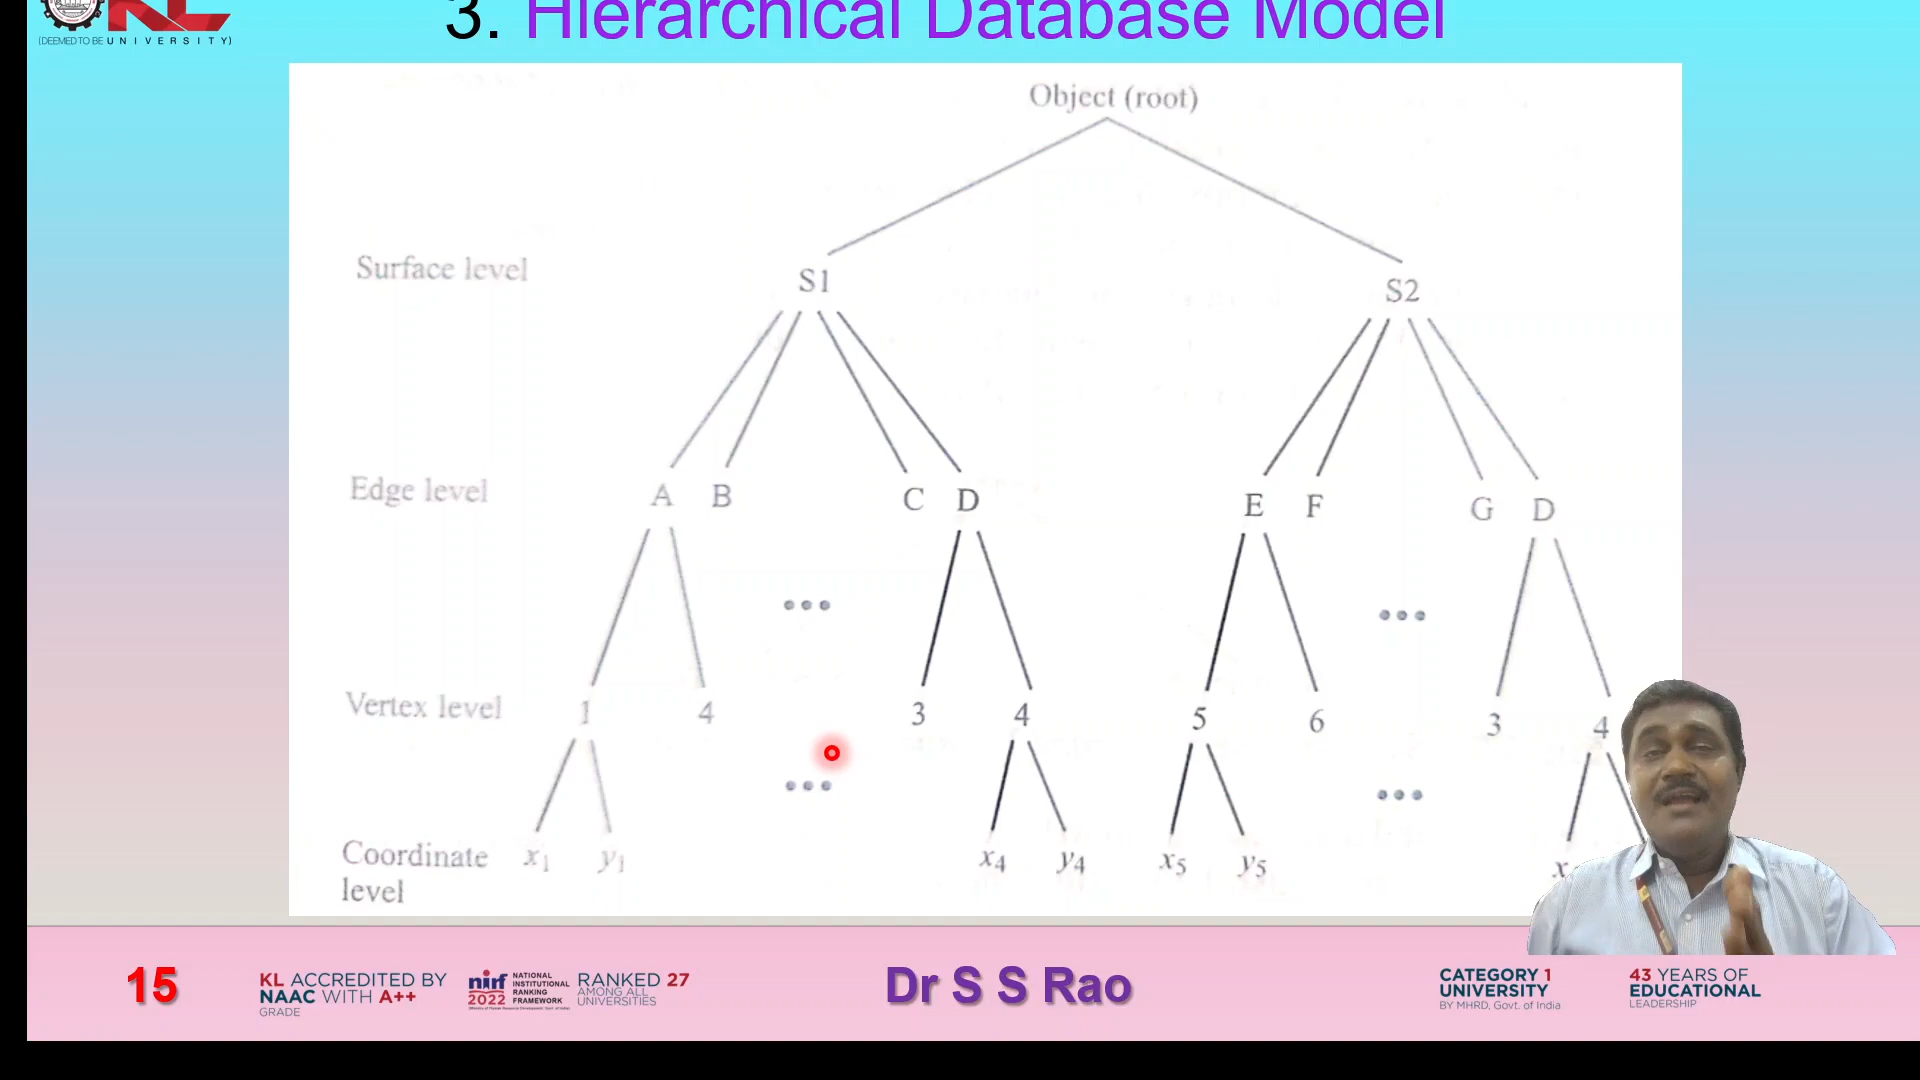 3. Hierarchical Database Model
KL
(DEEMED TO BE UNIVERSITY)
Object (root)
Surface level
S1
S2
Edge level
A B C D E F G D
•••
•••
Vertex level
1 4 3 4 5 6 3 4
•••
•••
Coordinate
level
x1 y1 x4 y4 x5 y5 x
15
KL ACCREDITED BY
NAAC WITH A++
GRADE
nirf
2022
NATIONAL
INSTITUTIONAL
RANKING
FRAMEWORK
RANKED 27
AMONG ALL
UNIVERSITIES
Dr S S Rao
CATEGORY 1
UNIVERSITY
BY MHRD, Govt. of India
43 YEARS OF
EDUCATIONAL
LEADERSHIP